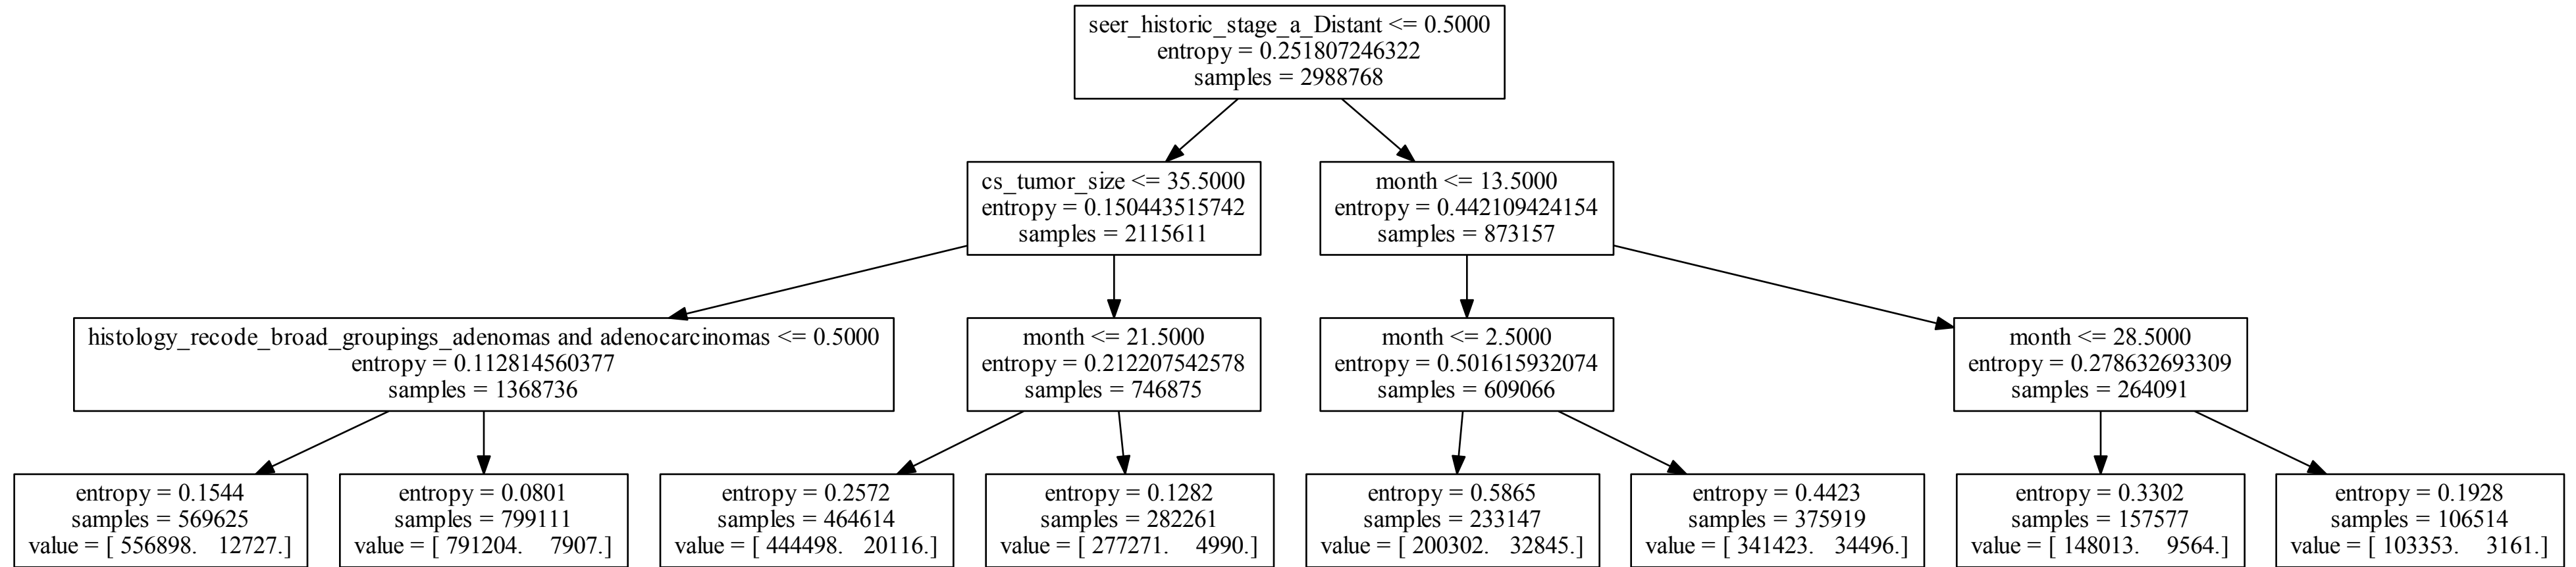 seer_historic_stage_a_Distant <= 0.5000
entropy = 0.251807246322
samples = 2988768
cs_tumor_size <= 35.5000
entropy = 0.150443515742
samples = 2115611
month <= 13.5000
entropy = 0.442109424154
samples = 873157
histology_recode_broad_groupings_adenomas and adenocarcinomas <= 0.5000
entropy = 0.112814560377
samples = 1368736
month <= 21.5000
entropy = 0.212207542578
samples = 746875
month <= 2.5000
entropy = 0.501615932074
samples = 609066
month <= 28.5000
entropy = 0.278632693309
samples = 264091
entropy = 0.1544
samples = 569625
value = [ 556898. 12727.]
entropy = 0.0801
samples = 799111
value = [ 791204. 7907.]
entropy = 0.2572
samples = 464614
value = [ 444498. 20116.]
entropy = 0.1282
samples = 282261
value = [ 277271. 4990.]
entropy = 0.5865
samples = 233147
value = [ 200302. 32845.]
entropy = 0.4423
samples = 375919
value = [ 341423. 34496.]
entropy = 0.3302
samples = 157577
value = [ 148013. 9564.]
entropy = 0.1928
samples = 106514
value = [ 103353. 3161.]